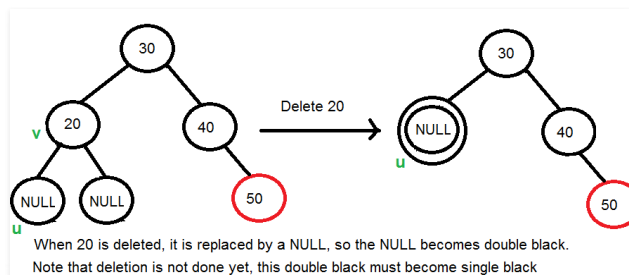 30
30
20
40
Delete 20
NULL
40
v
u
NULL
NULL
50
50
u
When 20 is deleted, it is replaced by a NULL, so the NULL becomes double black.
Note that deletion is not done yet, this double black must become single black